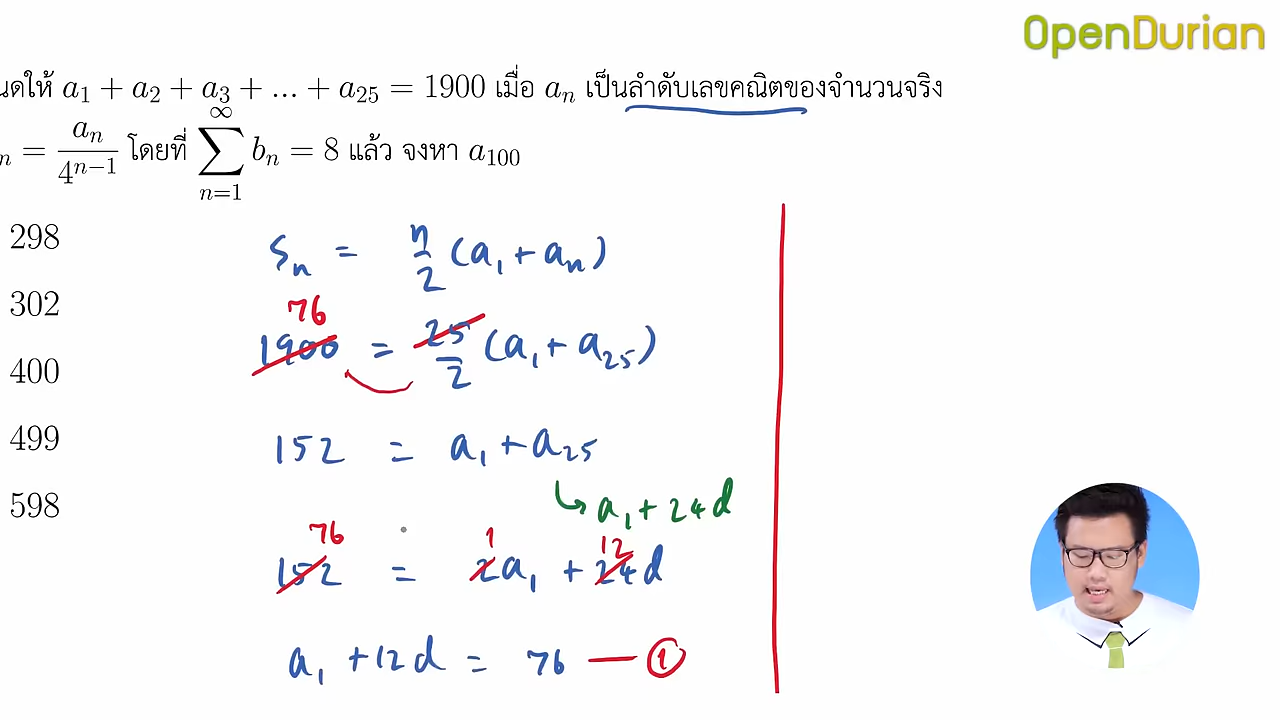 OpenDurian
นดให้ a₁ + a₂ + a₃ + ... + a₂₅ = 1900 เมื่อ aₙ เป็นลำดับเลขคณิตของจำนวนจริง
ₙ = aₙ/4ⁿ⁻¹ โดยที่ ∑_{n=1}^{∞} bₙ = 8 แล้ว จงหา a₁₀₀
298
302
400
499
598
Sₙ = n/2 (a₁ + aₙ)
76
1900 = 25/2 (a₁ + a₂₅)
152 = a₁ + a₂₅
↳ a₁ + 24d
76 1 12
152 = 2a₁ + 24d
a₁ + 12d = 76 — ①